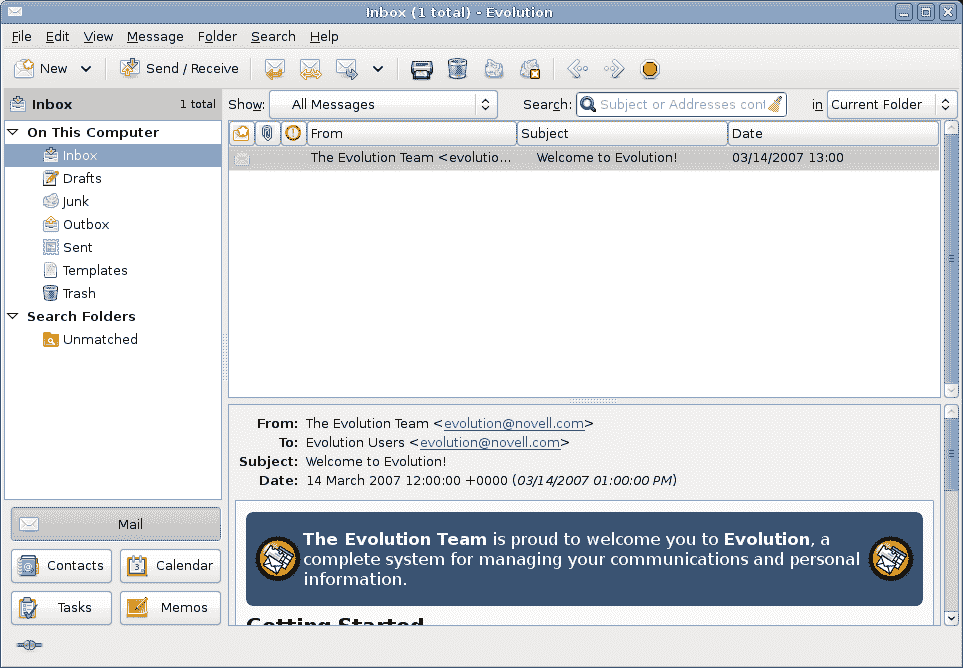 Inbox (1 total) - Evolution
File Edit View Message Folder Search Help
New Send / Receive
Inbox 1 total Show: All Messages Search: Subject or Addresses cont in Current Folder
From Subject Date
The Evolution Team <evolutio... Welcome to Evolution! 03/14/2007 13:00
On This Computer
Inbox
Drafts
Junk
Outbox
Sent
Templates
Trash
Search Folders
Unmatched
From: The Evolution Team <evolution@novell.com>
To: Evolution Users <evolution@novell.com>
Subject: Welcome to Evolution!
Date: 14 March 2007 12:00:00 +0000 (03/14/2007 01:00:00 PM)
The Evolution Team is proud to welcome you to Evolution, a
complete system for managing your communications and personal
information.
Getting Started
Mail
Contacts Calendar
Tasks Memos